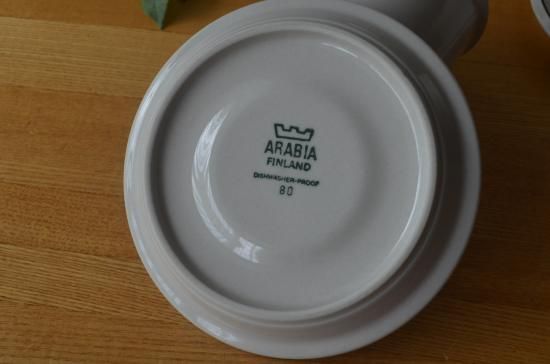 ARABIA
FINLAND
DISHWASHER-PROOF
80